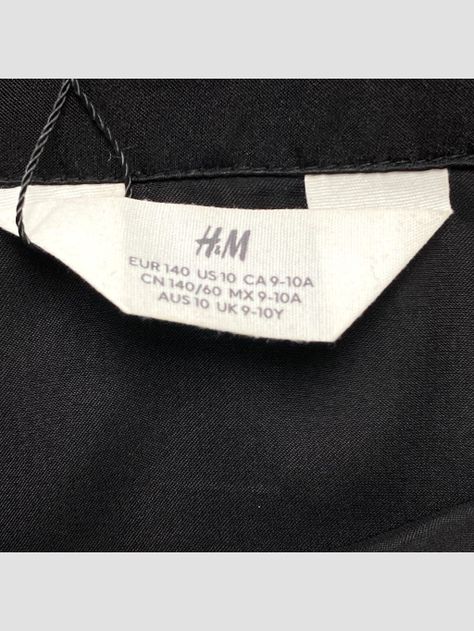 H&M
EUR 140 US 10 CA 9-10A
CN 140/60 MX 9-10A
AUS 10 UK 9-10Y